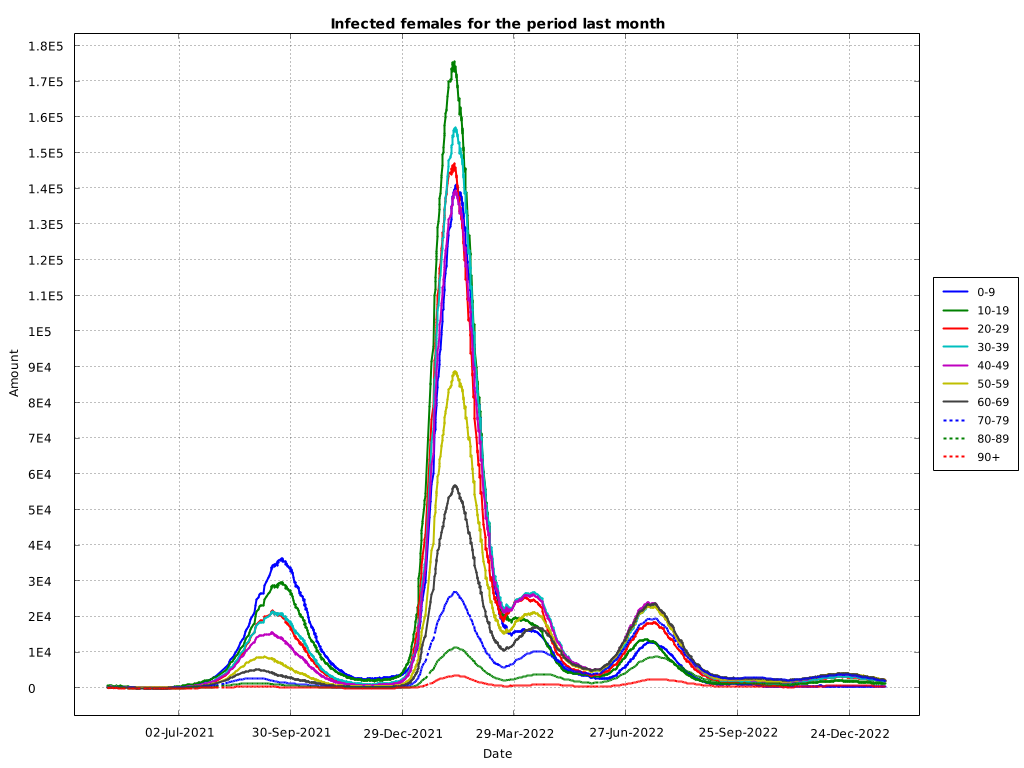 Infected females for the period last month
1.8E5
1.7E5
1.6E5
1.5E5
1.4E5
1.3E5
1.2E5
1.1E5
1E5
9E4
8E4
7E4
6E4
5E4
4E4
3E4
2E4
1E4
0
Amount
02-Jul-2021
30-Sep-2021
29-Dec-2021
29-Mar-2022
27-Jun-2022
25-Sep-2022
24-Dec-2022
Date
0-9
10-19
20-29
30-39
40-49
50-59
60-69
70-79
80-89
90+